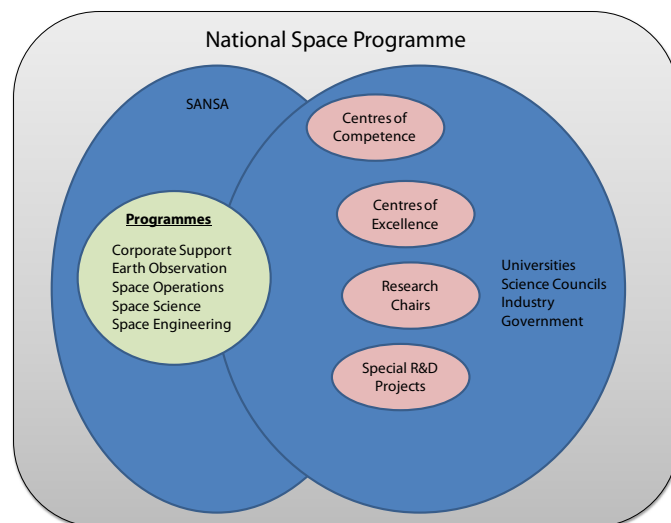 National Space Programme
SANSA
Centres of
Competence
Centres of
Excellence
Programmes
Corporate Support
Earth Observation
Space Operations
Space Science
Space Engineering
Research
Chairs
Universities
Science Councils
Industry
Government
Special R&D
Projects